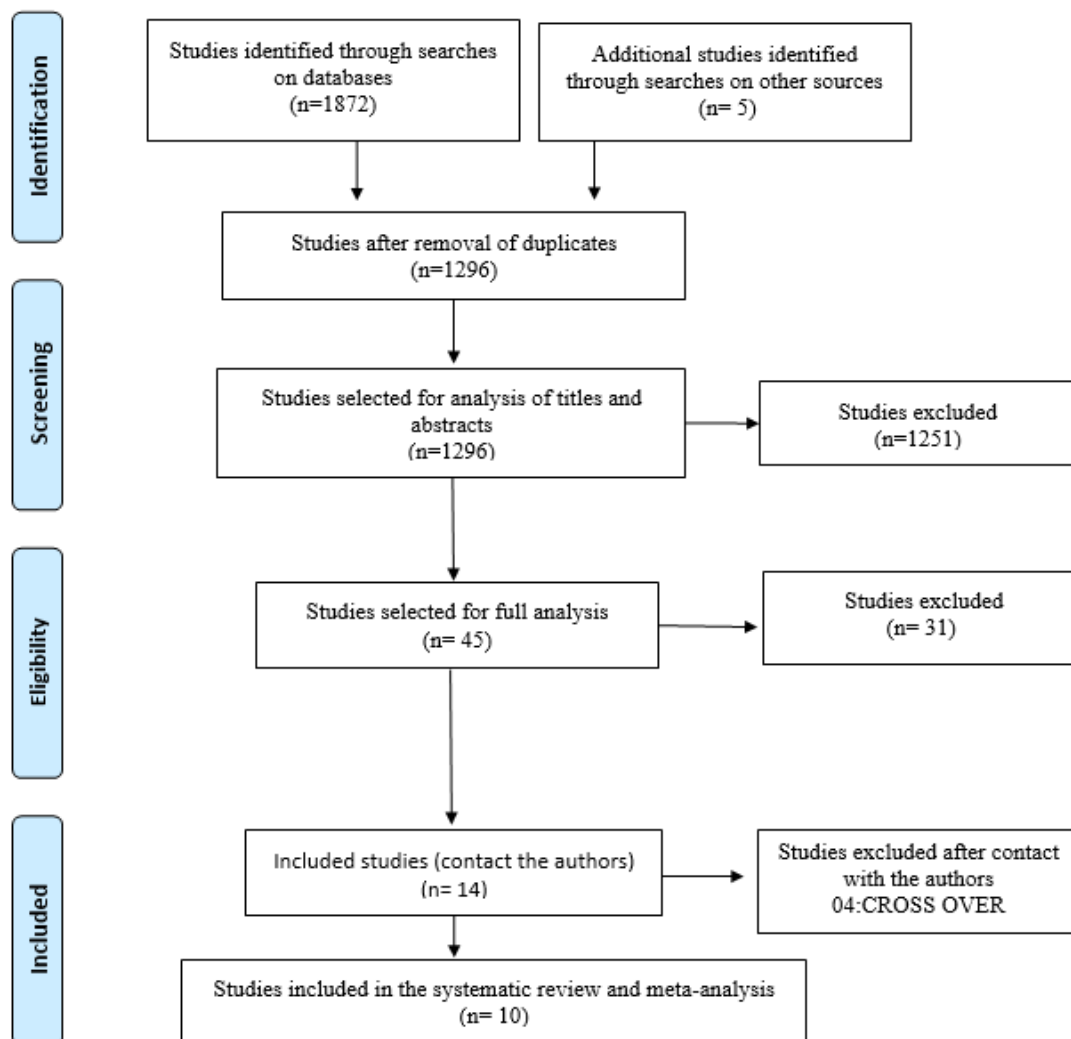 Identification
Studies identified through searches
on databases
(n=1872)
Additional studies identified
through searches on other sources
(n= 5)
Studies after removal of duplicates
(n=1296)
Screening
Studies selected for analysis of titles and
abstracts
(n=1296)
Studies excluded
(n=1251)
Eligibility
Studies selected for full analysis
(n= 45)
Studies excluded
(n= 31)
Included
Included studies (contact the authors)
(n= 14)
Studies excluded after contact
with the authors
04:CROSS OVER
Studies included in the systematic review and meta-analysis
(n= 10)